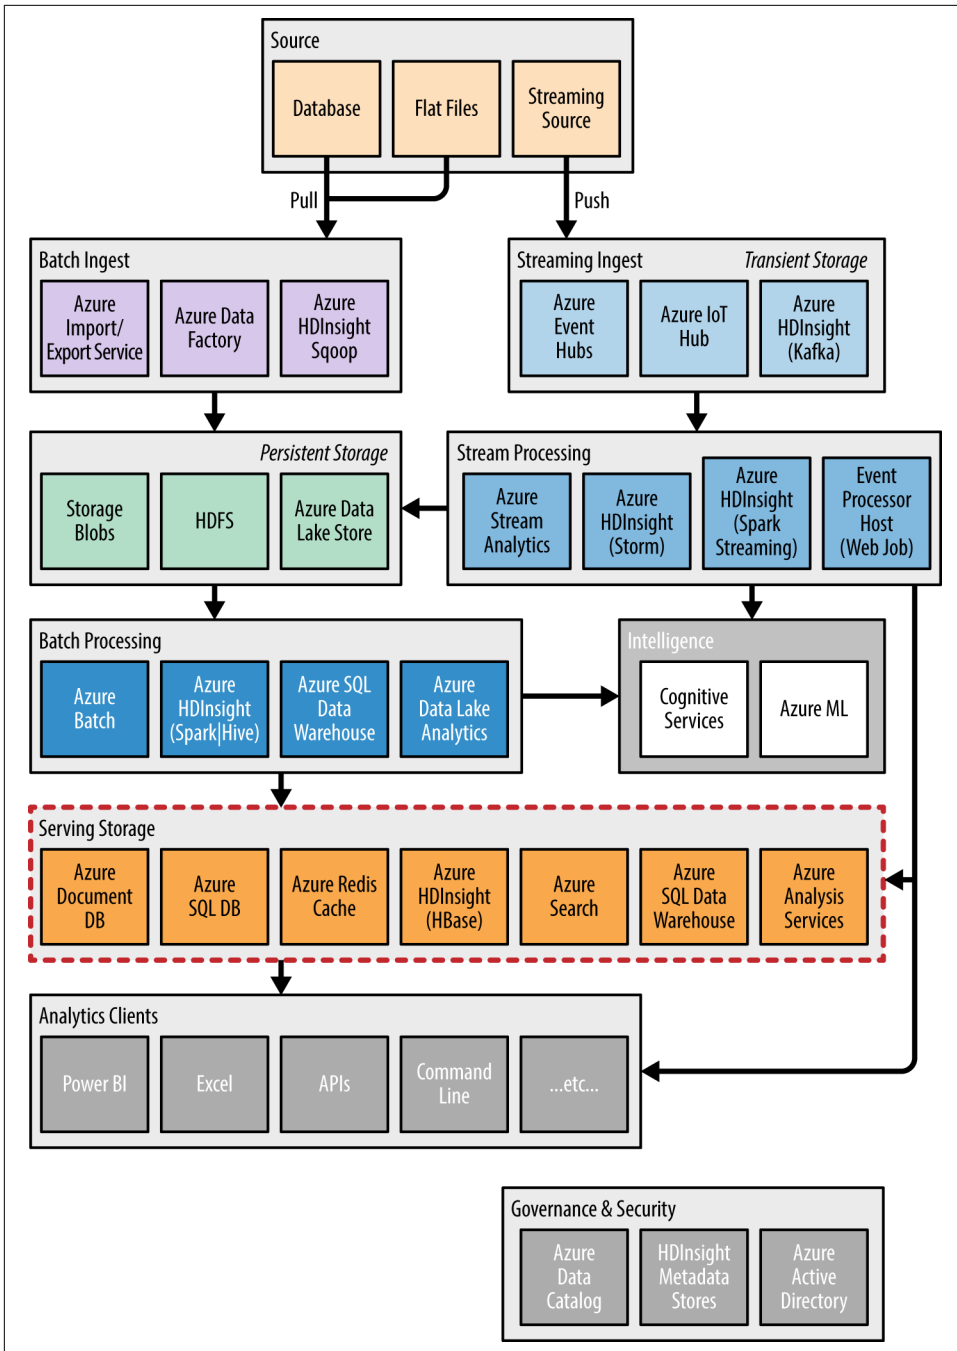 Source
Database
Flat Files
Streaming
Source
Pull
Push
Batch Ingest
Azure
Import/
Export Service
Azure Data
Factory
Azure
HDInsight
Sqoop
Streaming Ingest
Transient Storage
Azure
Event
Hubs
Azure IoT
Hub
Azure
HDInsight
(Kafka)
Persistent Storage
Storage
Blobs
HDFS
Azure Data
Lake Store
Stream Processing
Azure
Stream
Analytics
Azure
HDInsight
(Storm)
Azure
HDInsight
(Spark
Streaming)
Event
Processor
Host
(Web Job)
Batch Processing
Azure
Batch
Azure
HDInsight
(Spark|Hive)
Azure SQL
Data
Warehouse
Azure
Data Lake
Analytics
Intelligence
Cognitive
Services
Azure ML
Serving Storage
Azure
Document
DB
Azure
SQL DB
Azure Redis
Cache
Azure
HDInsight
(HBase)
Azure
Search
Azure
SQL Data
Warehouse
Azure
Analysis
Services
Analytics Clients
Power BI
Excel
APIs
Command
Line
...etc...
Governance & Security
Azure
Data
Catalog
HDInsight
Metadata
Stores
Azure
Active
Directory